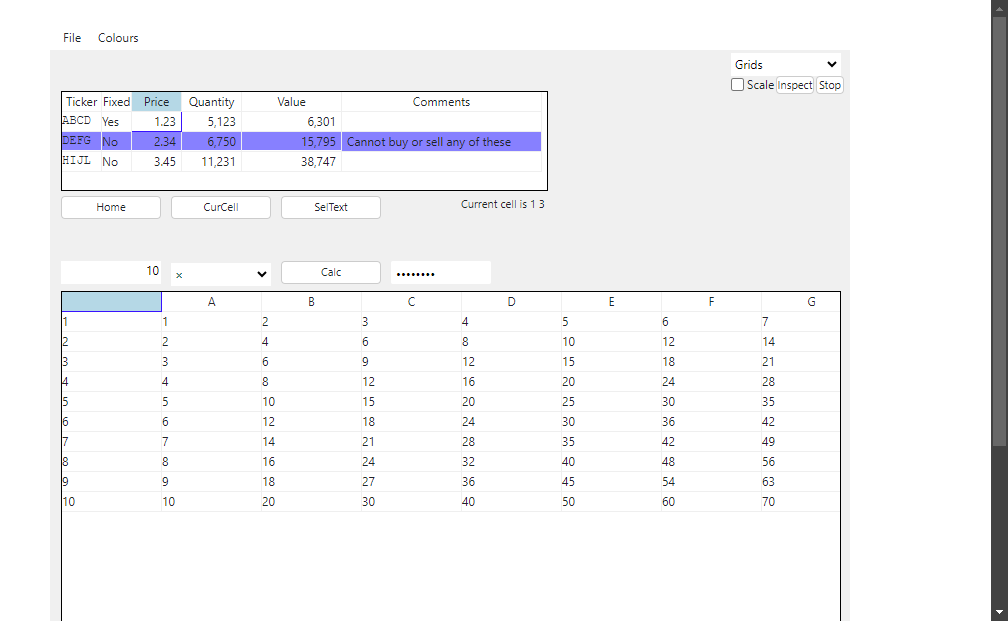 File Colours
Grids
Scale Inspect Stop
Ticker Fixed Price Quantity Value Comments
ABCD Yes 1.23 5,123 6,301
DEFG No 2.34 6,750 15,795 Cannot buy or sell any of these
HIJL No 3.45 11,231 38,747
Home CurCell SelText Current cell is 1 3
10 × Calc ••••••••
A B C D E F G
1 1 2 3 4 5 6 7
2 2 4 6 8 10 12 14
3 3 6 9 12 15 18 21
4 4 8 12 16 20 24 28
5 5 10 15 20 25 30 35
6 6 12 18 24 30 36 42
7 7 14 21 28 35 42 49
8 8 16 24 32 40 48 56
9 9 18 27 36 45 54 63
10 10 20 30 40 50 60 70